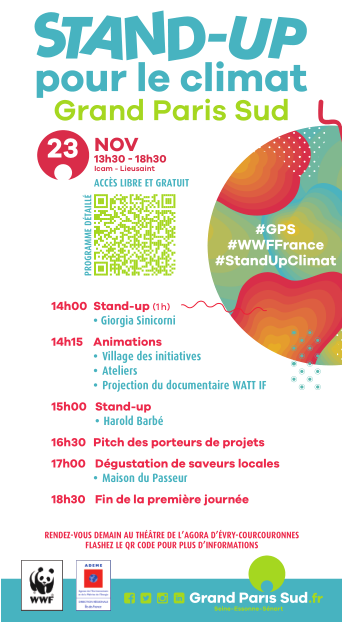 STAND-UP
pour le climat
Grand Paris Sud
23 NOV
13h30 - 18h30
Icam - Lieusaint
ACCÈS LIBRE ET GRATUIT
PROGRAMME DÉTAILLÉ
#GPS
#WWFFrance
#StandUpClimat
14h00 Stand-up (1h)
• Giorgia Sinicorni
14h15 Animations
• Village des initiatives
• Ateliers
• Projection du documentaire WATT IF
15h00 Stand-up
• Harold Barbé
16h30 Pitch des porteurs de projets
17h00 Dégustation de saveurs locales
• Maison du Passeur
18h30 Fin de la première journée
RENDEZ-VOUS DEMAIN AU THÉÂTRE DE L'AGORA D'ÉVRY-COURCOURONNES
FLASHEZ LE QR CODE POUR PLUS D'INFORMATIONS
WWF
ADEME
Grand Paris Sud.fr
Seine-Essonne-Sénart